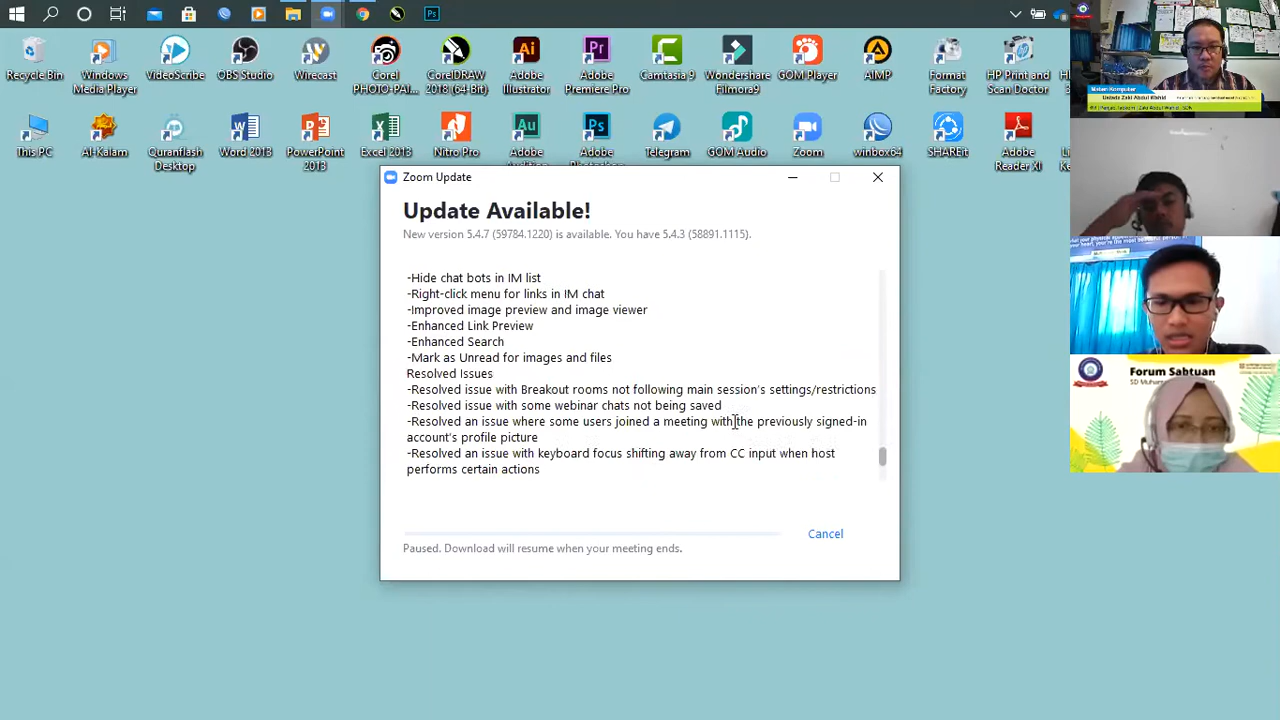 Recycle Bin
Windows Media Player
VideoScribe
OBS Studio
Wirecast
Corel PHOTO-PAI...
CorelDRAW 2018 (64-Bit)
Adobe Illustrator
Adobe Premiere Pro
Camtasia 9
Wondershare Filmora9
GOM Player
AIMP
Format Factory
HP Print and Scan Doctor
This PC
Al-Kalam
Quranflash Desktop
Word 2013
PowerPoint 2013
Excel 2013
Nitro Pro
Adobe Audition
Adobe
Telegram
GOM Audio
Zoom
winbox64
SHAREit
Adobe Reader XI
Zoom Update
Update Available!
New version 5.4.7 (59784.1220) is available. You have 5.4.3 (58891.1115).
-Hide chat bots in IM list
-Right-click menu for links in IM chat
-Improved image preview and image viewer
-Enhanced Link Preview
-Enhanced Search
-Mark as Unread for images and files
Resolved Issues
-Resolved issue with Breakout rooms not following main session's settings/restrictions
-Resolved issue with some webinar chats not being saved
-Resolved an issue where some users joined a meeting with the previously signed-in
account's profile picture
-Resolved an issue with keyboard focus shifting away from CC input when host
performs certain actions
Cancel
Paused. Download will resume when your meeting ends.
Ustadz Zaki Abdul Wahid
Forum Sabtuan